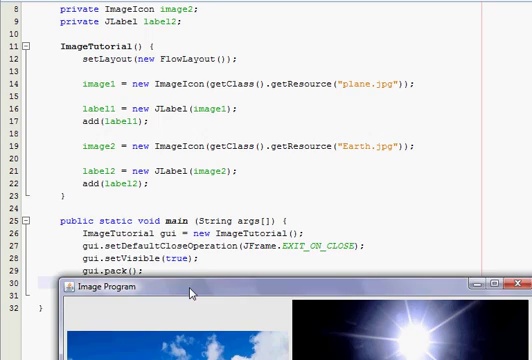 8 private ImageIcon image2;
9 private JLabel label2;
10
11 ImageTutorial() {
12 setLayout(new FlowLayout());
13
14 image1 = new ImageIcon(getClass().getResource("plane.jpg"));
15
16 label1 = new JLabel(image1);
17 add(label1);
18
19 image2 = new ImageIcon(getClass().getResource("Earth.jpg"));
20
21 label2 = new JLabel(image2);
22 add(label2);
23 }
24
25 public static void main (String args[]) {
26 ImageTutorial gui = new ImageTutorial();
27 gui.setDefaultCloseOperation(JFrame.EXIT_ON_CLOSE);
28 gui.setVisible(true);
29 gui.pack();
30
Image Program
31
32 }